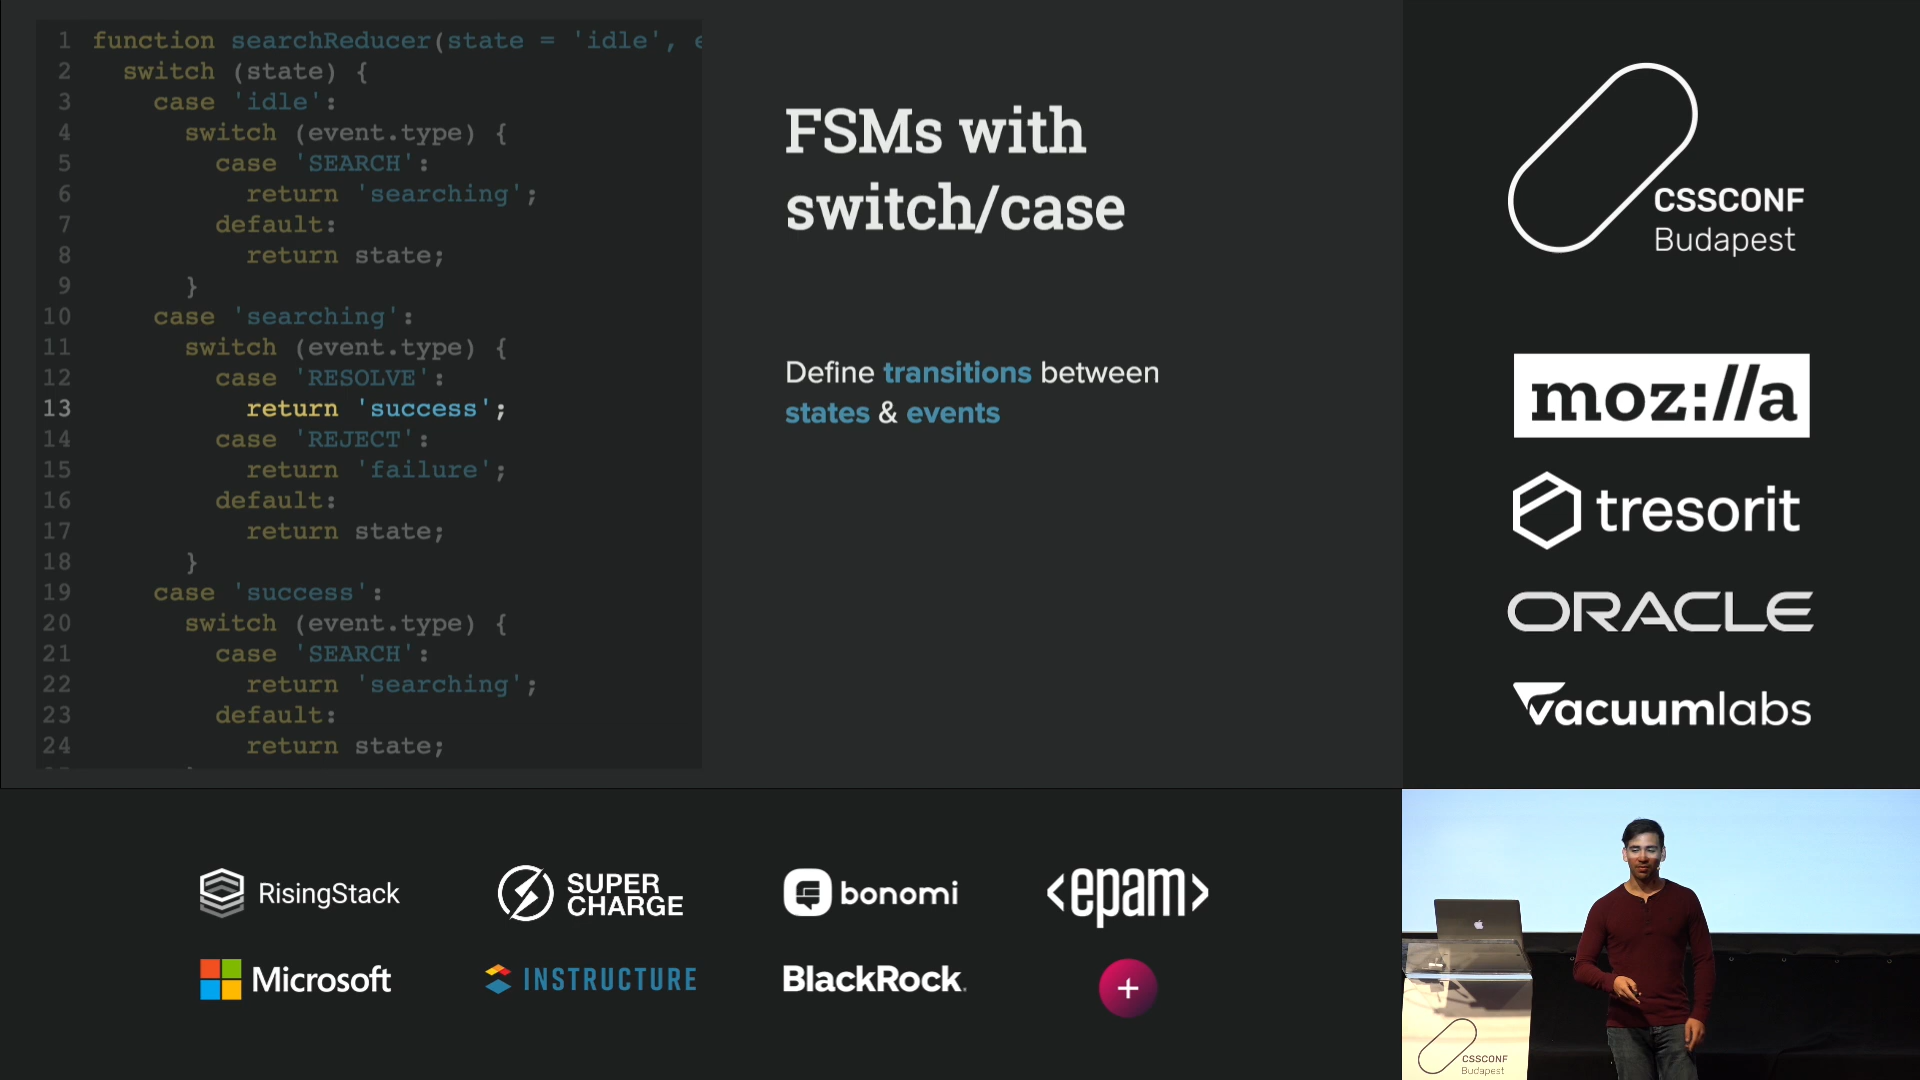 1 function searchReducer(state = 'idle', e
2 switch (state) {
3 case 'idle':
4 switch (event.type) {
5 case 'SEARCH':
6 return 'searching';
7 default:
8 return state;
9 }
10 case 'searching':
11 switch (event.type) {
12 case 'RESOLVE':
13 return 'success';
14 case 'REJECT':
15 return 'failure';
16 default:
17 return state;
18 }
19 case 'success':
20 switch (event.type) {
21 case 'SEARCH':
22 return 'searching';
23 default:
24 return state;
FSMs with
switch/case
Define transitions between
states & events
CSSCONF
Budapest
moz://a
tresorit
ORACLE
vacuumlabs
RisingStack
SUPER
CHARGE
bonomi
<epam>
Microsoft
INSTRUCTURE
BlackRock.
+
CSSCONF
Budapest